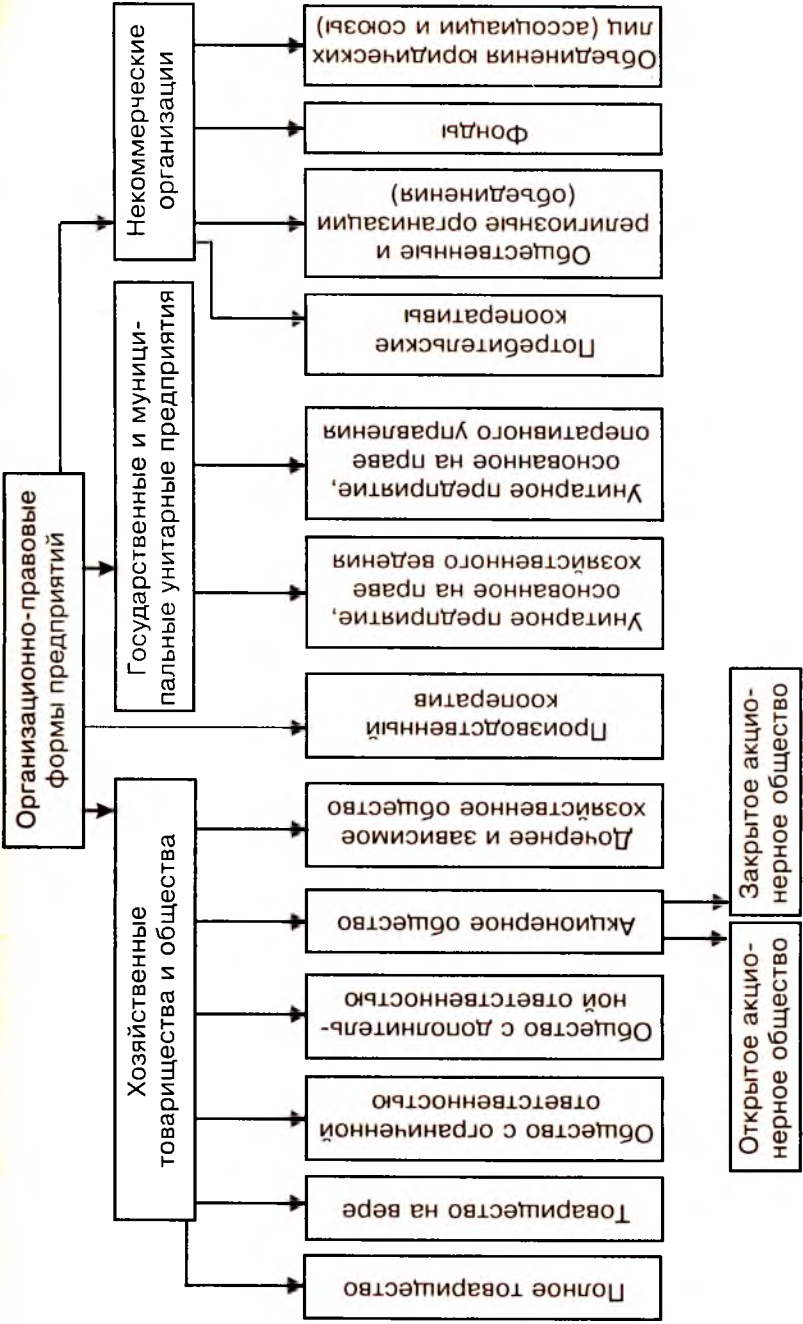 Организационно-правовые
формы предприятий
Хозяйственные
товарищества и общества
Государственные и муници-
пальные унитарные предприятия
Некоммерческие
организации
Полное товарищество
Товарищество на вере
Общество с ограниченной
ответственностью
Общество с дополнитель-
ной ответственностью
Акционерное общество
Дочернее и зависимое
хозяйственное общество
Производственный
кооператив
Унитарное предприятие,
основанное на праве
хозяйственного ведения
Унитарное предприятие,
основанное на праве
оперативного управления
Потребительские
кооперативы
Общественные и
религиозные организации
(объединения)
Фонды
Объединения юридических
лиц (ассоциации и союзы)
Открытое акцио-
нерное общество
Закрытое акцио-
нерное общество